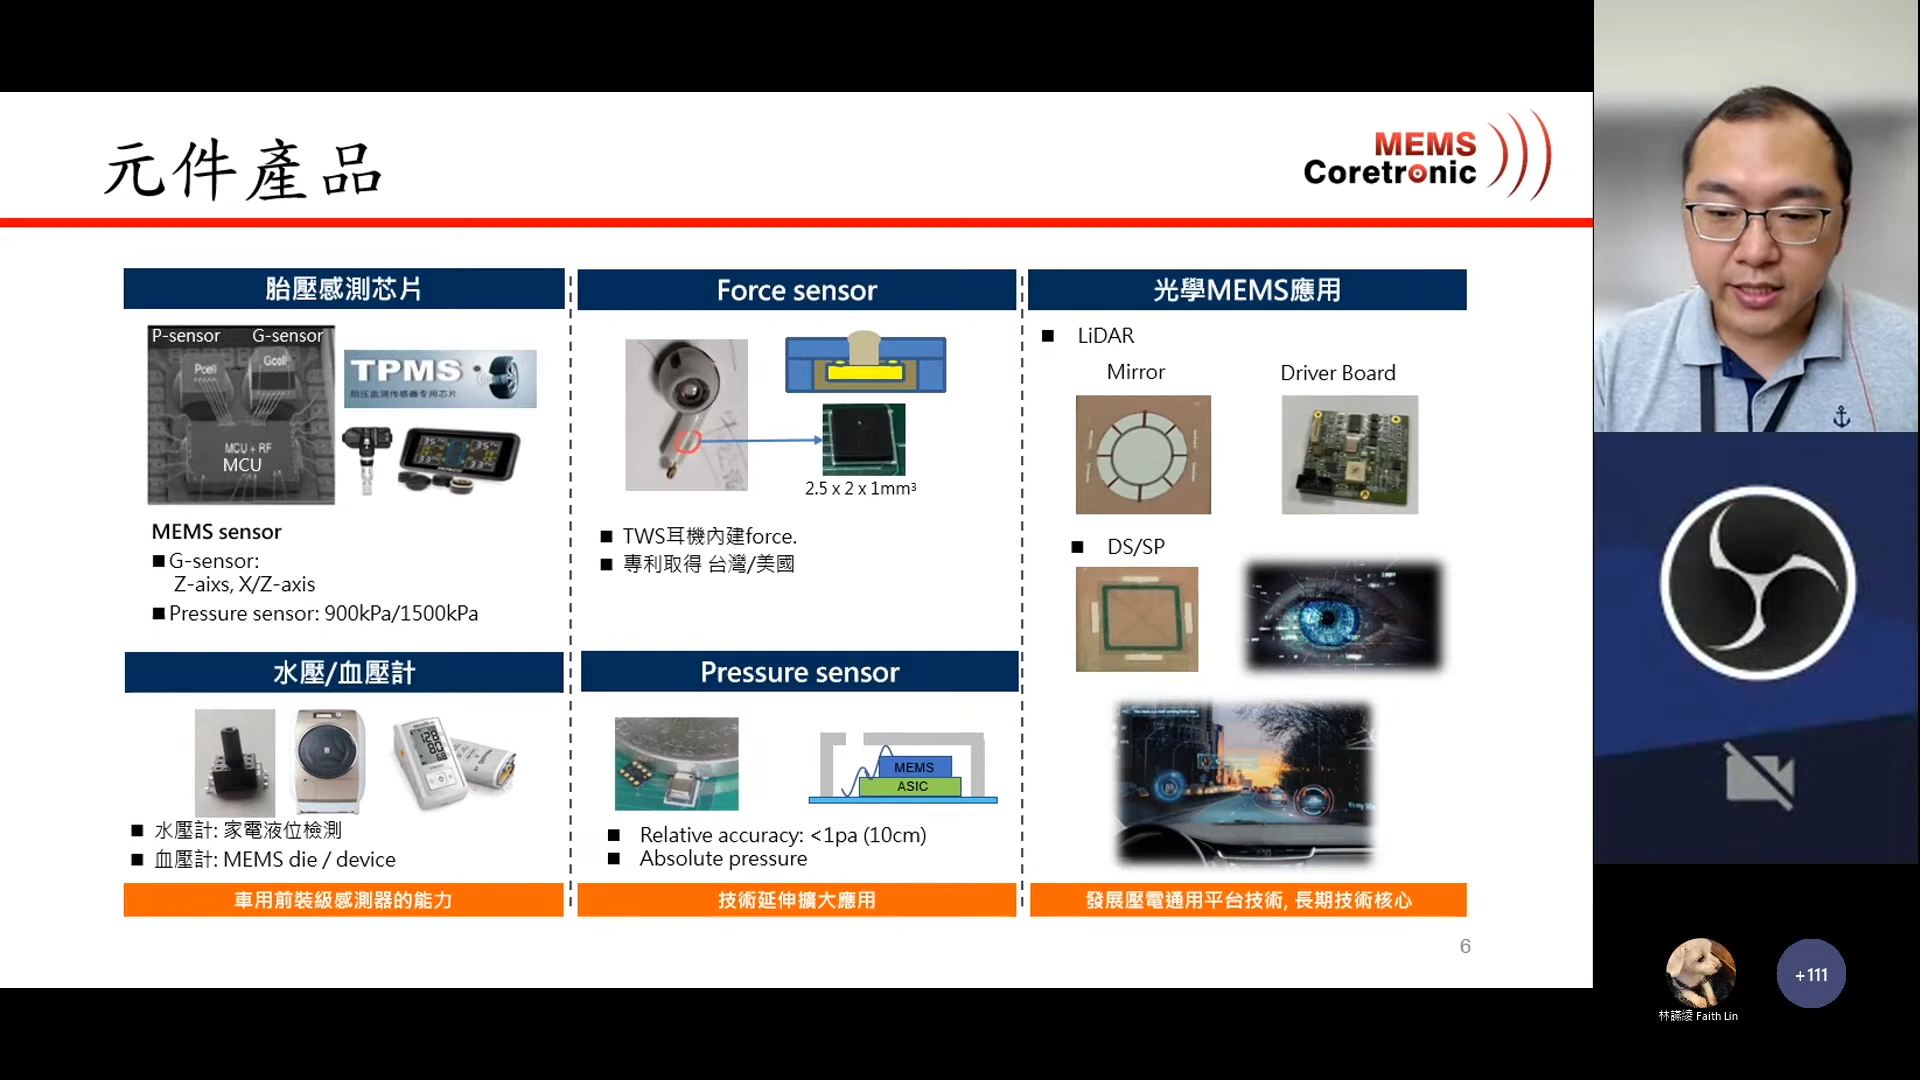 元件產品
MEMS
Coretronic
胎壓感測芯片
P-sensor G-sensor
Pcell
Gcell
MCU + RF
MCU
TPMS
胎压监测传感器专用芯片
MEMS sensor
■ G-sensor:
Z-aixs, X/Z-axis
■ Pressure sensor: 900kPa/1500kPa
水壓/血壓計
■ 水壓計: 家電液位檢測
■ 血壓計: MEMS die / device
車用前裝級感測器的能力
Force sensor
2.5 x 2 x 1mm³
■ TWS耳機內建force.
■ 專利取得 台灣/美國
Pressure sensor
MEMS
ASIC
■ Relative accuracy: <1pa (10cm)
■ Absolute pressure
技術延伸擴大應用
光學MEMS應用
■ LiDAR
Mirror
Driver Board
■ DS/SP
發展壓電通用平台技術, 長期技術核心
6
+111
Faith Lin